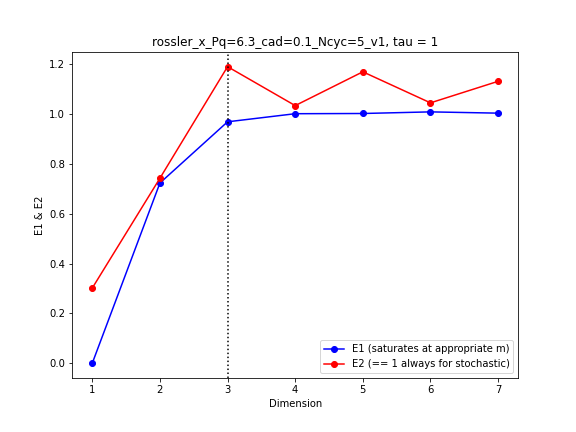 rossler_x_Pq=6.3_cad=0.1_Ncyc=5_v1, tau = 1
1.2
1.0
0.8
0.6
0.4
0.2
0.0
E1 & E2
E1 (saturates at appropriate m)
E2 (== 1 always for stochastic)
1 2 3 4 5 6 7
Dimension